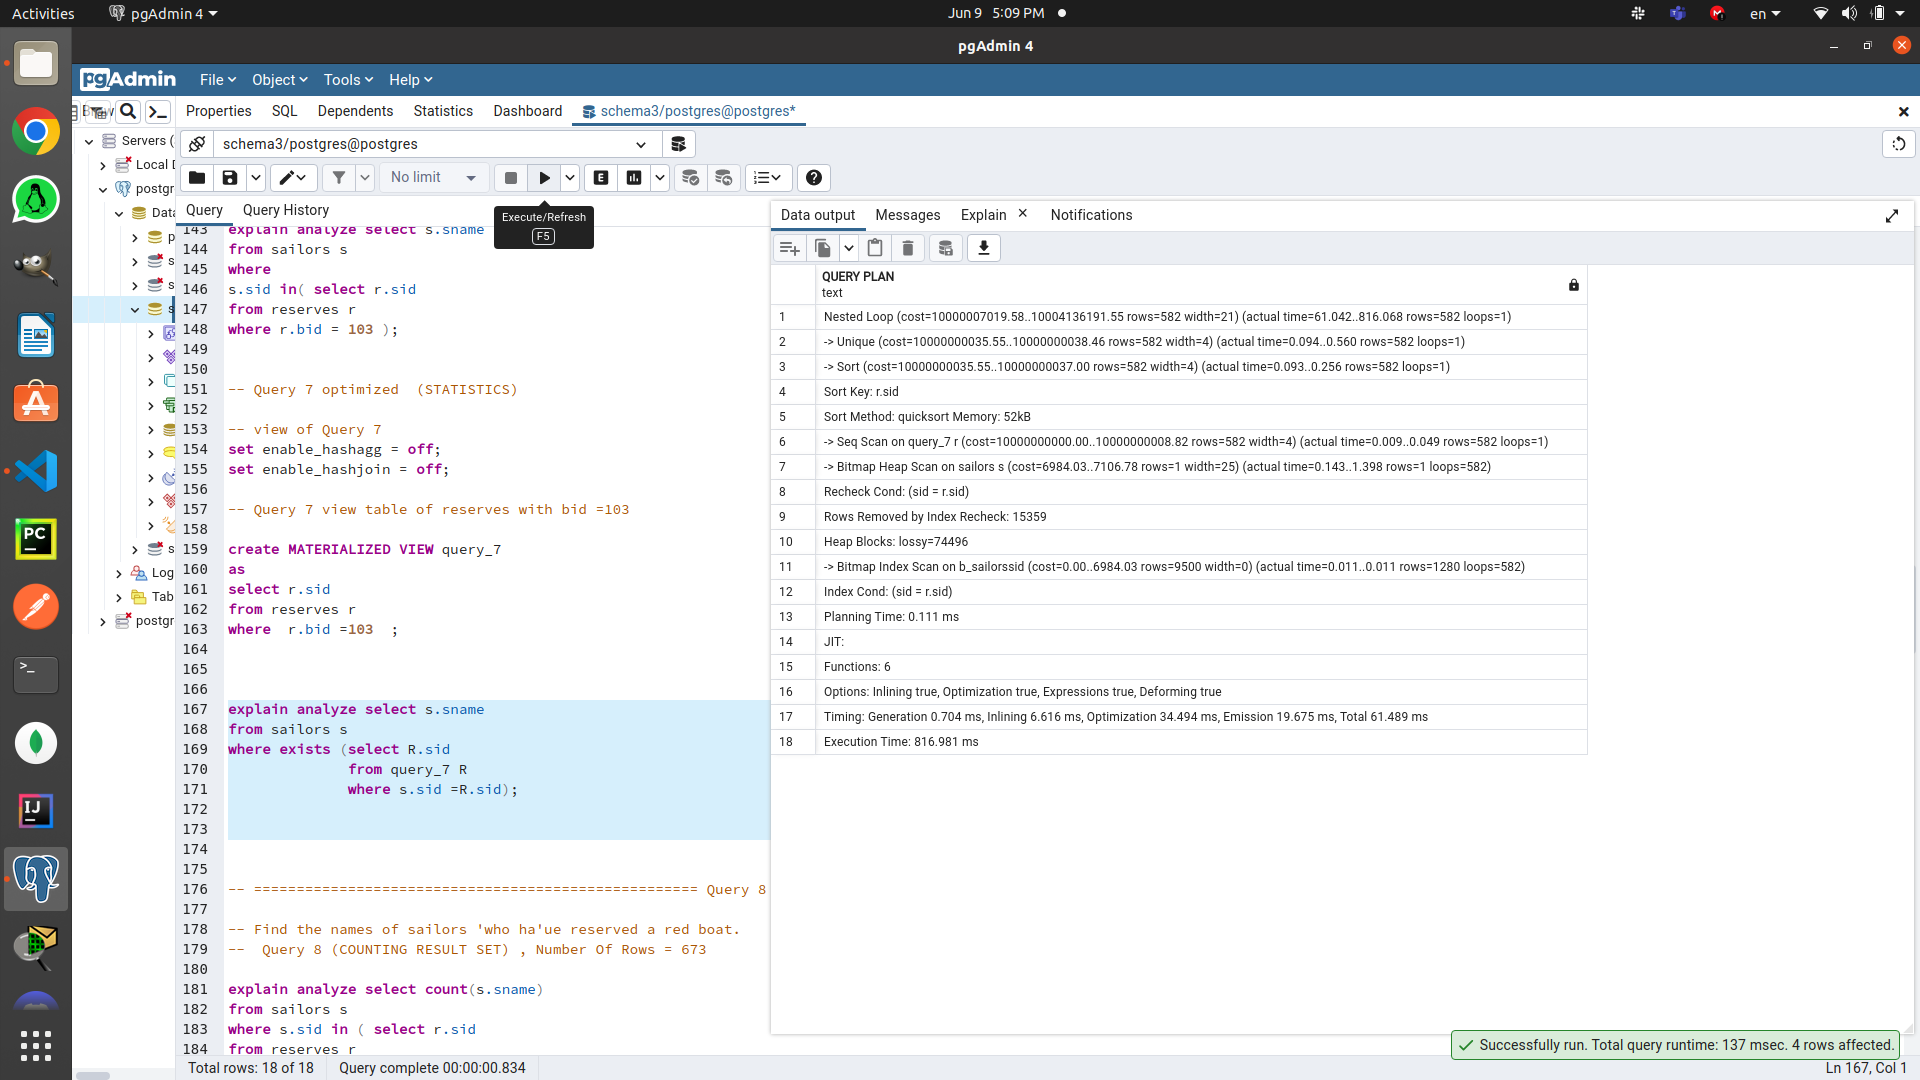 Activities
pgAdmin 4
Jun 9 5:09 PM
en
pgAdmin 4
pgAdmin
File
Object
Tools
Help
Properties
SQL
Dependents
Statistics
Dashboard
schema3/postgres@postgres*
Servers (
Local D
postgr
Data
p
s
s
s
s
Log
Tab
postgr
schema3/postgres@postgres
No limit
E
Execute/Refresh
F5
Query
Query History
143 explain analyze select s.sname
144 from sailors s
145 where
146 s.sid in( select r.sid
147 from reserves r
148 where r.bid = 103 );
149
150
151 -- Query 7 optimized  (STATISTICS)
152
153 -- view of Query 7
154 set enable_hashagg = off;
155 set enable_hashjoin = off;
156
157 -- Query 7 view table of reserves with bid =103
158
159 create MATERIALIZED VIEW query_7
160 as
161 select r.sid
162 from reserves r
163 where  r.bid =103  ;
164
165
166
167 explain analyze select s.sname
168 from sailors s
169 where exists (select R.sid
170 from query_7 R
171 where s.sid =R.sid);
172
173
174
175
176 -- ==================================================== Query 8
177
178 -- Find the names of sailors 'who ha'ue reserved a red boat.
179 --  Query 8 (COUNTING RESULT SET) , Number Of Rows = 673
180
181 explain analyze select count(s.sname)
182 from sailors s
183 where s.sid in ( select r.sid
184 from reserves r
Data output
Messages
Explain
Notifications
QUERY PLAN
text
1 Nested Loop (cost=10000007019.58..10004136191.55 rows=582 width=21) (actual time=61.042..816.068 rows=582 loops=1)
2 -> Unique (cost=10000000035.55..10000000038.46 rows=582 width=4) (actual time=0.094..0.560 rows=582 loops=1)
3 -> Sort (cost=10000000035.55..10000000037.00 rows=582 width=4) (actual time=0.093..0.256 rows=582 loops=1)
4 Sort Key: r.sid
5 Sort Method: quicksort Memory: 52kB
6 -> Seq Scan on query_7 r (cost=10000000000.00..10000000008.82 rows=582 width=4) (actual time=0.009..0.049 rows=582 loops=1)
7 -> Bitmap Heap Scan on sailors s (cost=6984.03..7106.78 rows=1 width=25) (actual time=0.143..1.398 rows=1 loops=582)
8 Recheck Cond: (sid = r.sid)
9 Rows Removed by Index Recheck: 15359
10 Heap Blocks: lossy=74496
11 -> Bitmap Index Scan on b_sailorssid (cost=0.00..6984.03 rows=9500 width=0) (actual time=0.011..0.011 rows=1280 loops=582)
12 Index Cond: (sid = r.sid)
13 Planning Time: 0.111 ms
14 JIT:
15 Functions: 6
16 Options: Inlining true, Optimization true, Expressions true, Deforming true
17 Timing: Generation 0.704 ms, Inlining 6.616 ms, Optimization 34.494 ms, Emission 19.675 ms, Total 61.489 ms
18 Execution Time: 816.981 ms
Successfully run. Total query runtime: 137 msec. 4 rows affected.
Total rows: 18 of 18
Query complete 00:00:00.834
Ln 167, Col 1